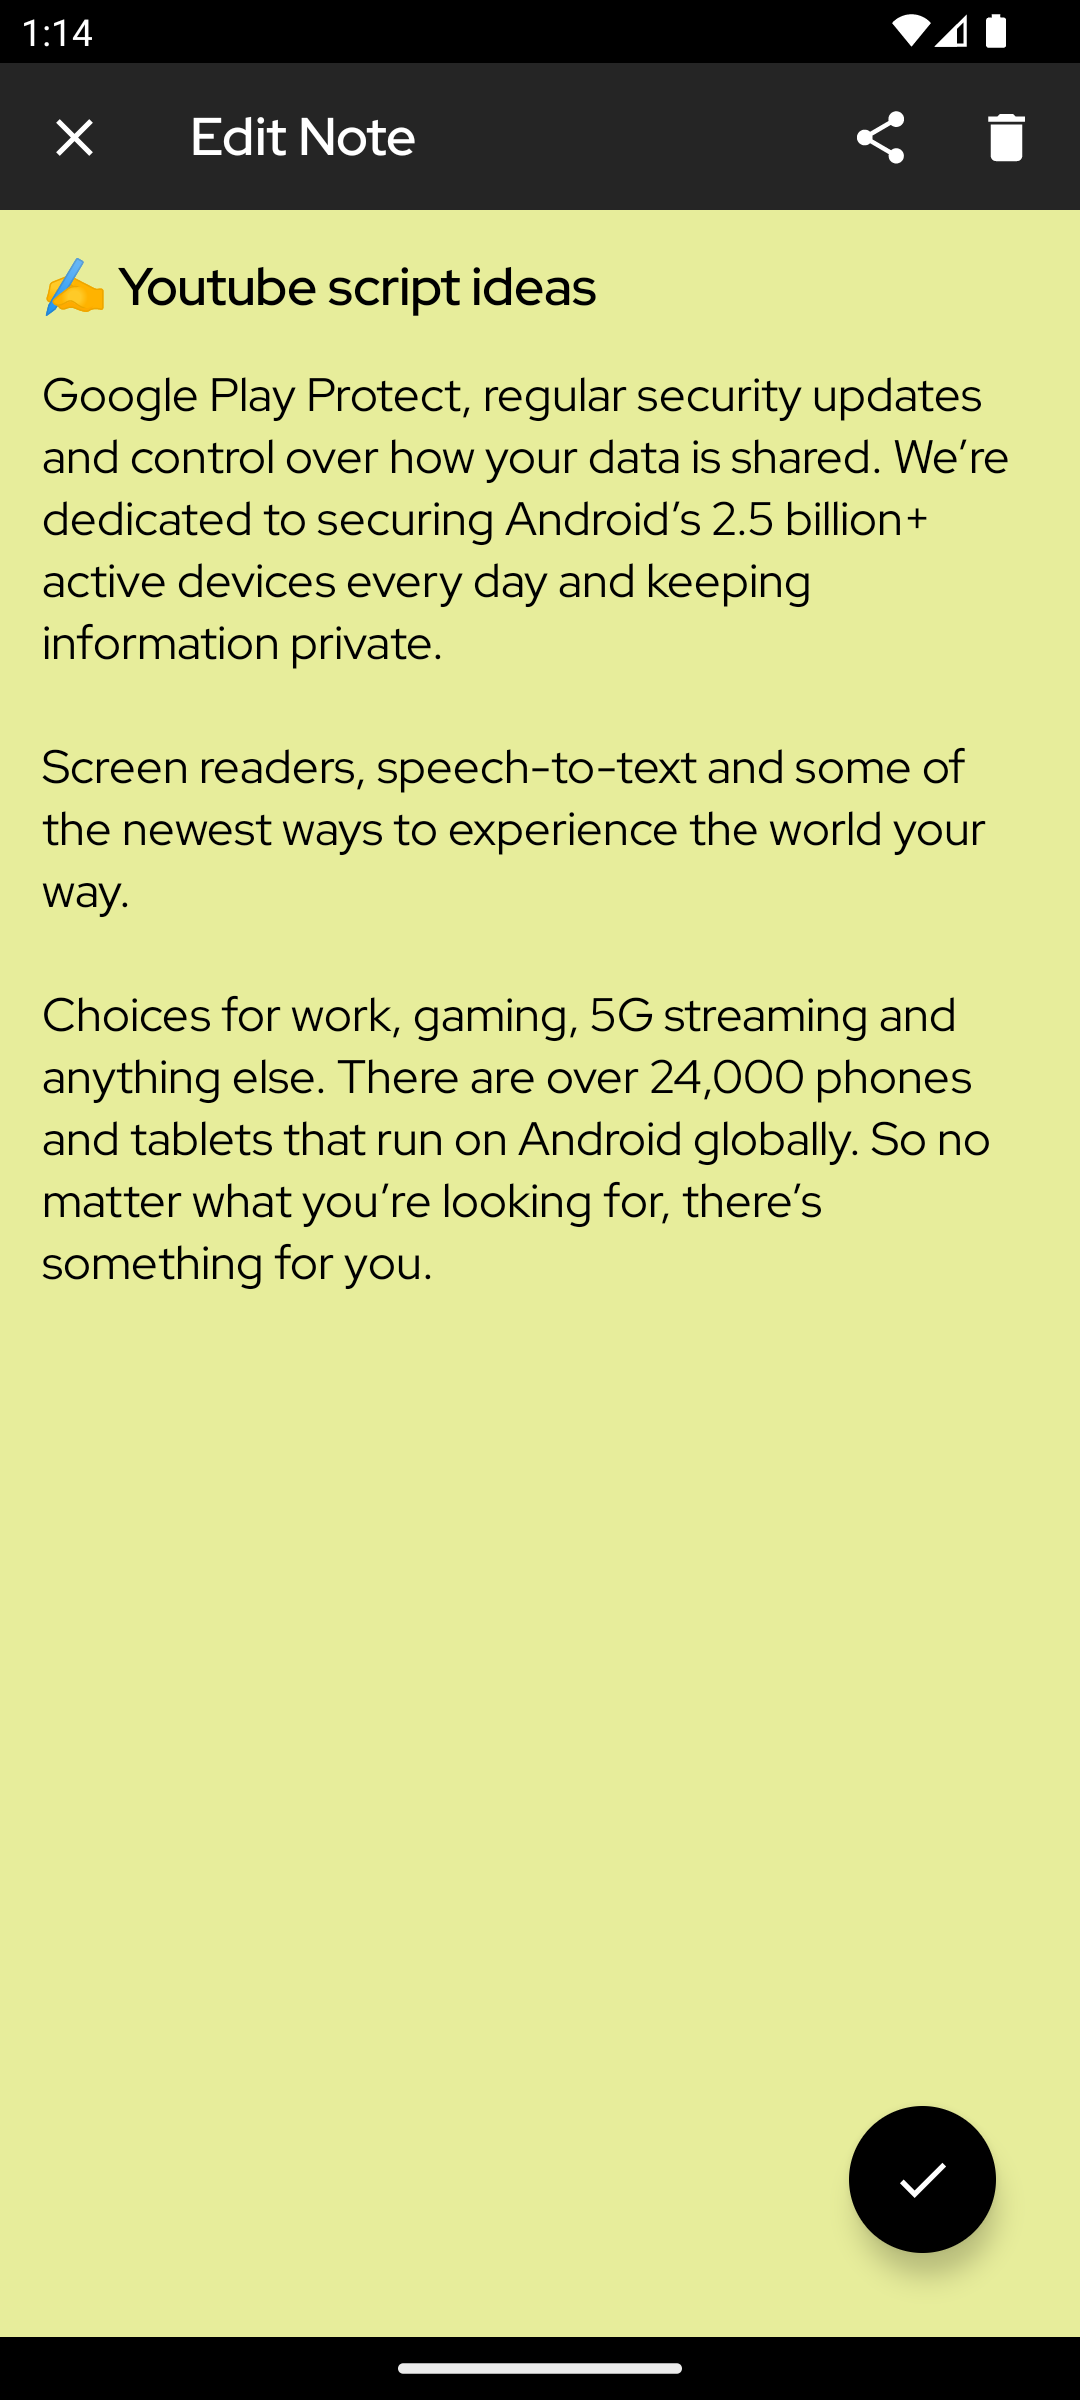 1:14
Edit Note
✍️ Youtube script ideas
Google Play Protect, regular security updates
and control over how your data is shared. We’re
dedicated to securing Android’s 2.5 billion+
active devices every day and keeping
information private.
Screen readers, speech-to-text and some of
the newest ways to experience the world your
way.
Choices for work, gaming, 5G streaming and
anything else. There are over 24,000 phones
and tablets that run on Android globally. So no
matter what you’re looking for, there’s
something for you.